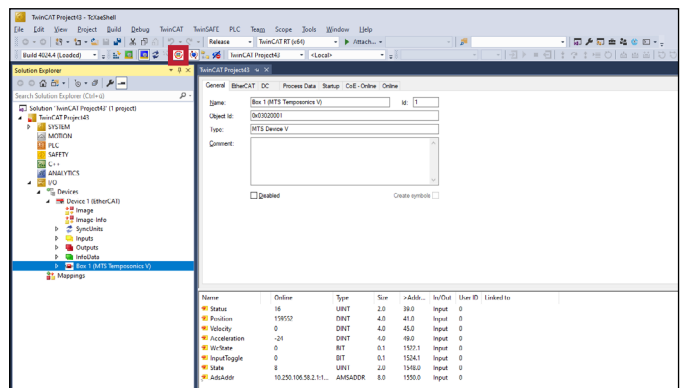 TwinCAT Project43 - TcXaeShell
File Edit View Project Build Debug TwinCAT TwinSAFE PLC Team Scope Tools Window Help
Release TwinCAT RT (x64) Attach...
Build 4024.4 (Loaded) TwinCAT Project43 <Local>
Solution Explorer
Search Solution Explorer (Ctrl+ü)
Solution 'TwinCAT Project43' (1 project)
TwinCAT Project43
SYSTEM
MOTION
PLC
SAFETY
C++
ANALYTICS
I/O
Devices
Device 1 (EtherCAT)
Image
Image Info
SyncUnits
Inputs
Outputs
InfoData
Box 1 (MTS Temposonics V)
Mappings
TwinCAT Project43
General EtherCAT DC Process Data Startup CoE - Online Online
Name: Box 1 (MTS Temposonics V) Id: 1
Object Id: 0x03020001
Type: MTS Device V
Comment:
Disabled Create symbols
Name Online Type Size >Addr... In/Out User ID Linked to
Status 16 UINT 2.0 39.0 Input 0
Position 159552 DINT 4.0 41.0 Input 0
Velocity 0 DINT 4.0 45.0 Input 0
Acceleration -24 DINT 4.0 49.0 Input 0
WcState 0 BIT 0.1 1522.1 Input 0
InputToggle 0 BIT 0.1 1524.1 Input 0
State 8 UINT 2.0 1548.0 Input 0
AdsAddr 10.250.106.58.2.1:1... AMSADDR 8.0 1550.0 Input 0